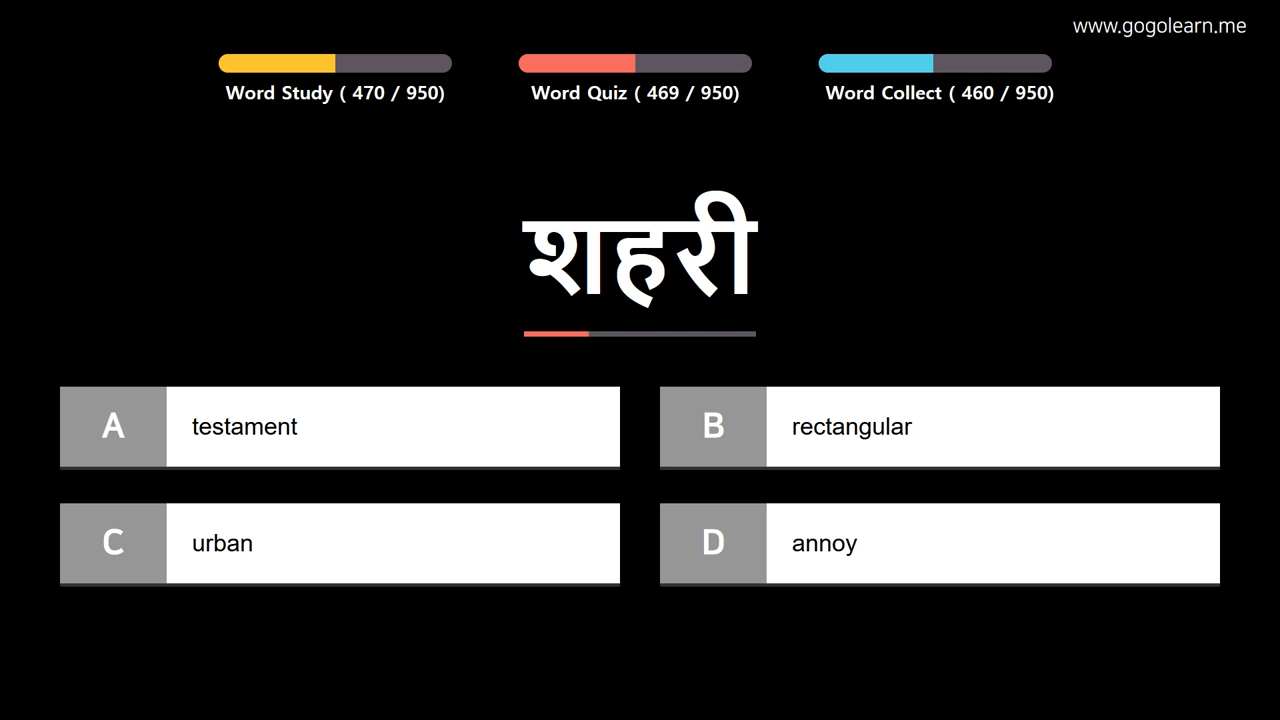 www.gogolearn.me
Word Study ( 470 / 950)
Word Quiz ( 469 / 950)
Word Collect ( 460 / 950)
शहरी
A testament
B rectangular
C urban
D annoy